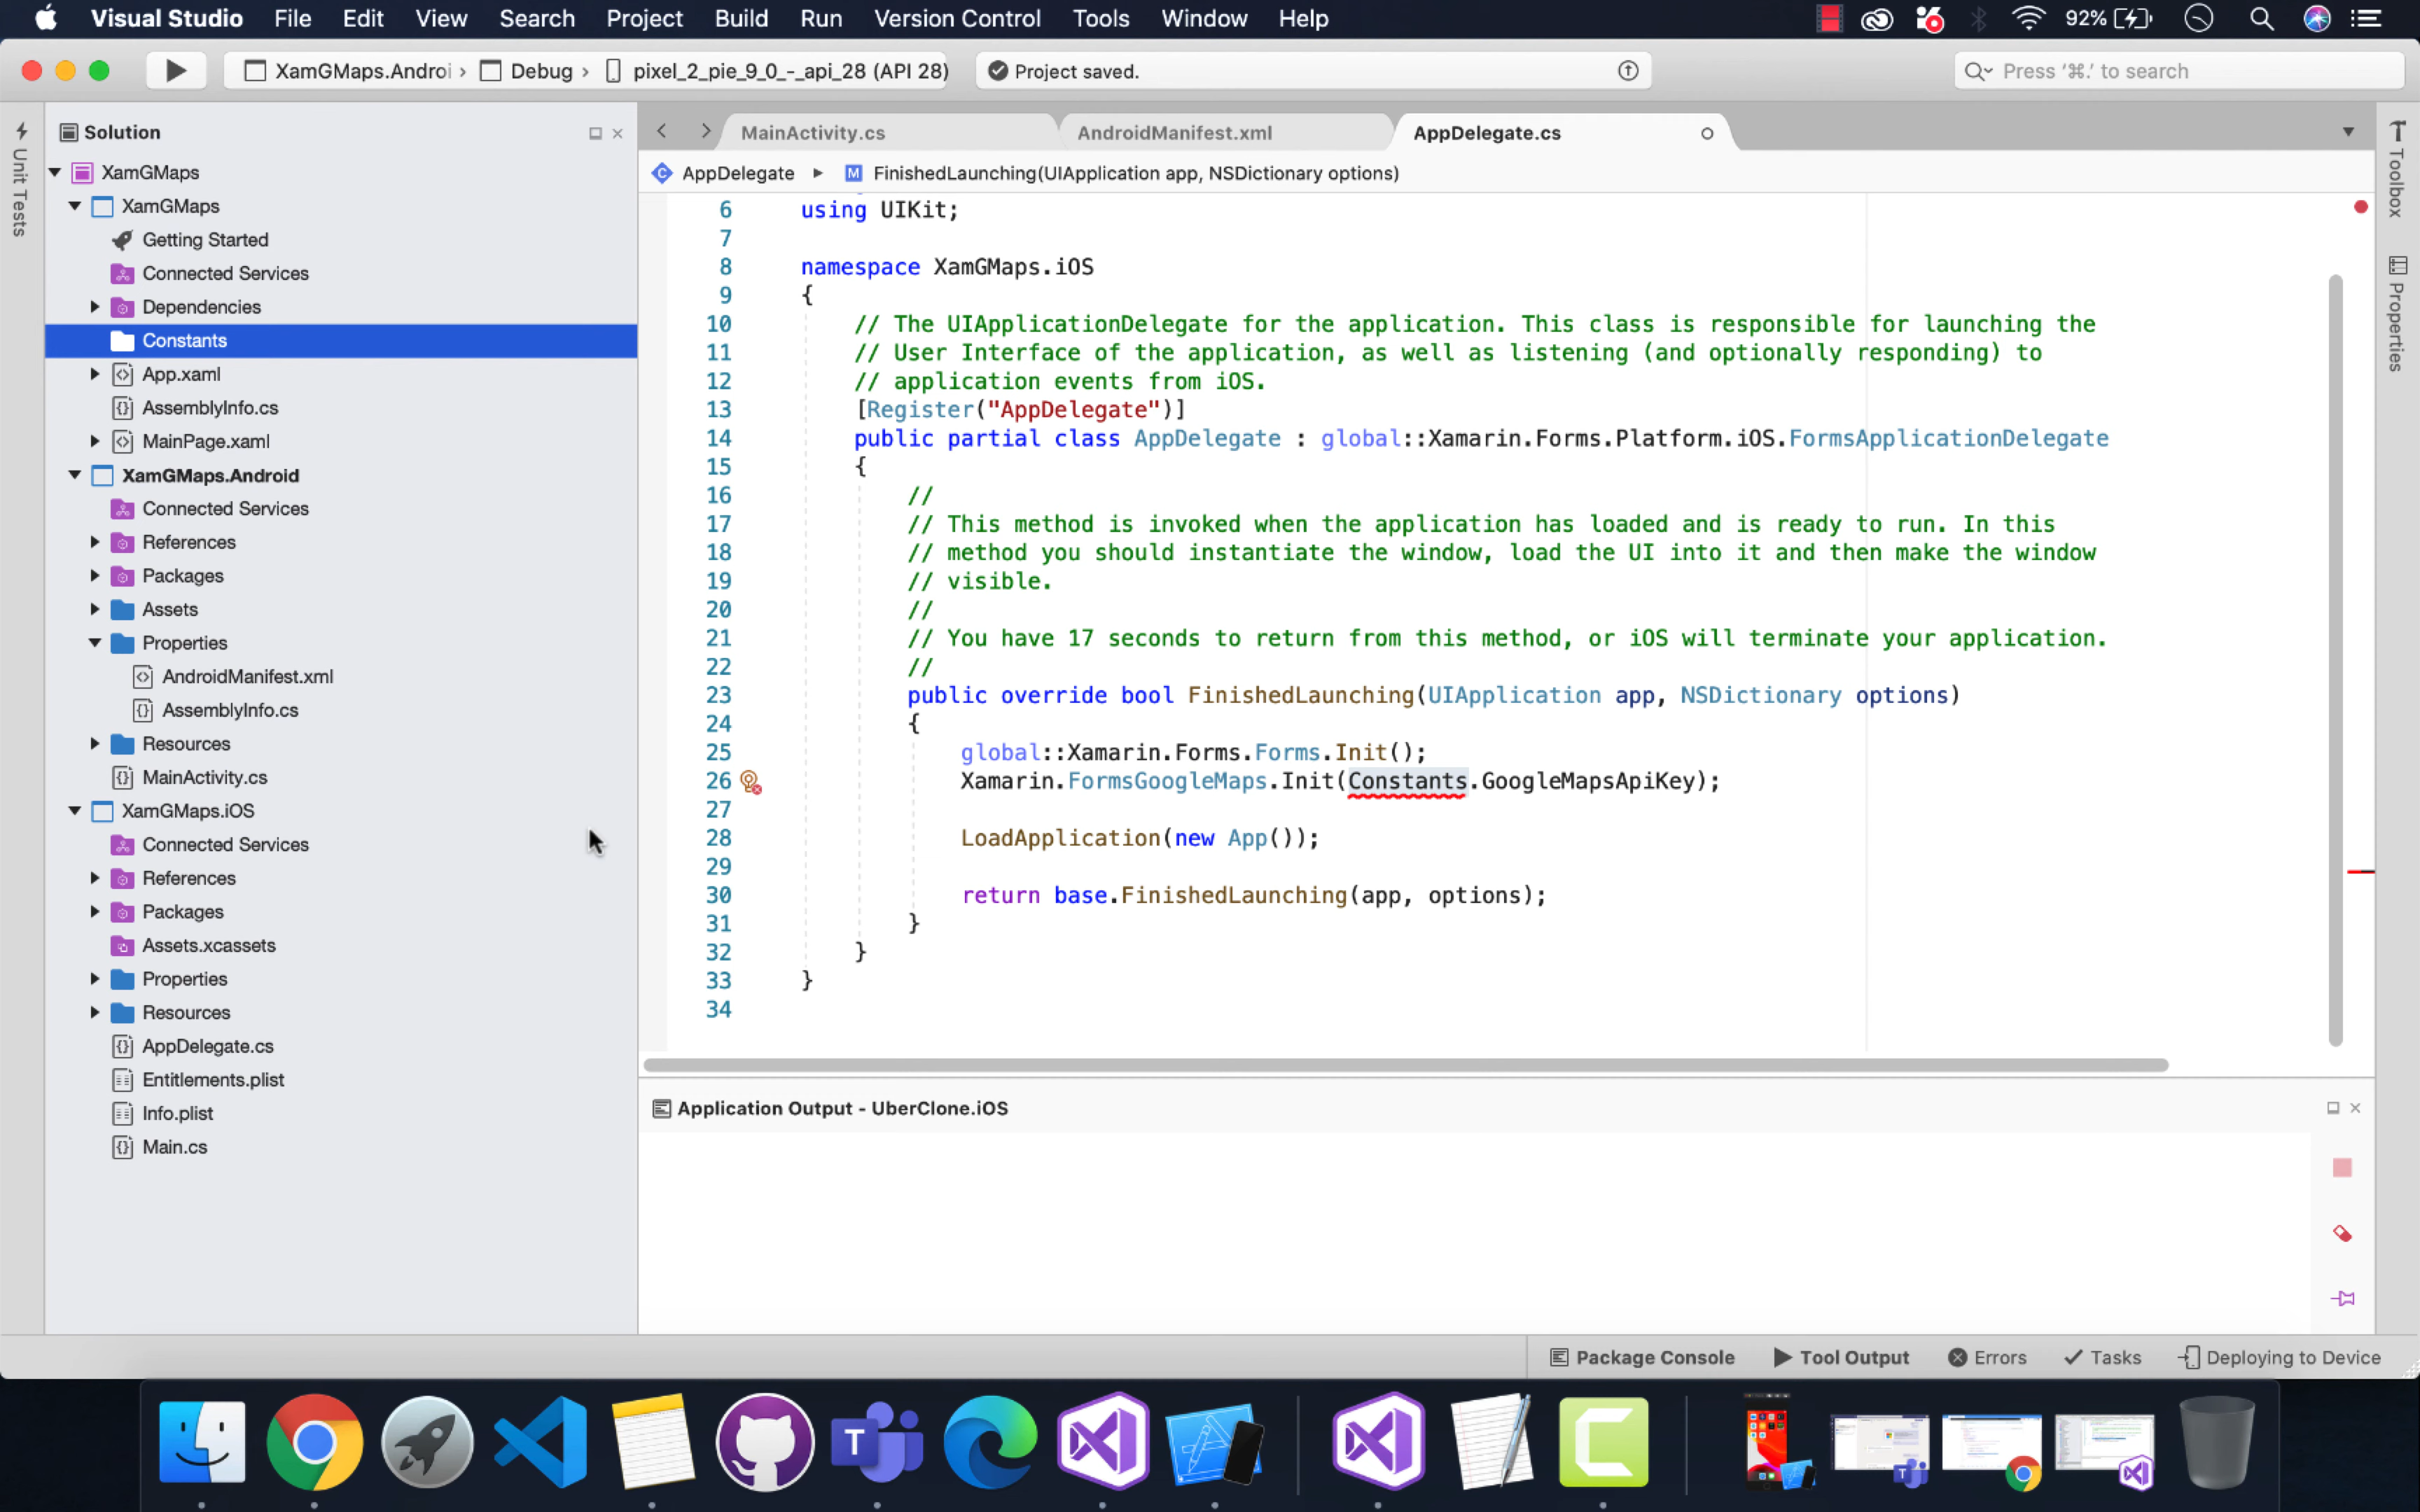 Visual Studio File Edit View Search Project Build Run Version Control Tools Window Help 92%
XamGMaps.Androi › Debug › pixel_2_pie_9_0_-_api_28 (API 28) Project saved. Press ‘⌘.’ to search
Unit Tests
Solution
XamGMaps
XamGMaps
Getting Started
Connected Services
Dependencies
Constants
App.xaml
AssemblyInfo.cs
MainPage.xaml
XamGMaps.Android
Connected Services
References
Packages
Assets
Properties
AndroidManifest.xml
AssemblyInfo.cs
Resources
MainActivity.cs
XamGMaps.iOS
Connected Services
References
Packages
Assets.xcassets
Properties
Resources
AppDelegate.cs
Entitlements.plist
Info.plist
Main.cs
MainActivity.cs AndroidManifest.xml AppDelegate.cs
AppDelegate ▸ M FinishedLaunching(UIApplication app, NSDictionary options)
6 using UIKit;
7
8 namespace XamGMaps.iOS
9 {
10 // The UIApplicationDelegate for the application. This class is responsible for launching the
11 // User Interface of the application, as well as listening (and optionally responding) to
12 // application events from iOS.
13 [Register("AppDelegate")]
14 public partial class AppDelegate : global::Xamarin.Forms.Platform.iOS.FormsApplicationDelegate
15 {
16 //
17 // This method is invoked when the application has loaded and is ready to run. In this
18 // method you should instantiate the window, load the UI into it and then make the window
19 // visible.
20 //
21 // You have 17 seconds to return from this method, or iOS will terminate your application.
22 //
23 public override bool FinishedLaunching(UIApplication app, NSDictionary options)
24 {
25 global::Xamarin.Forms.Forms.Init();
26 Xamarin.FormsGoogleMaps.Init(Constants.GoogleMapsApiKey);
27
28 LoadApplication(new App());
29
30 return base.FinishedLaunching(app, options);
31 }
32 }
33 }
34
Toolbox
Properties
Application Output - UberClone.iOS
Package Console Tool Output Errors Tasks Deploying to Device
T